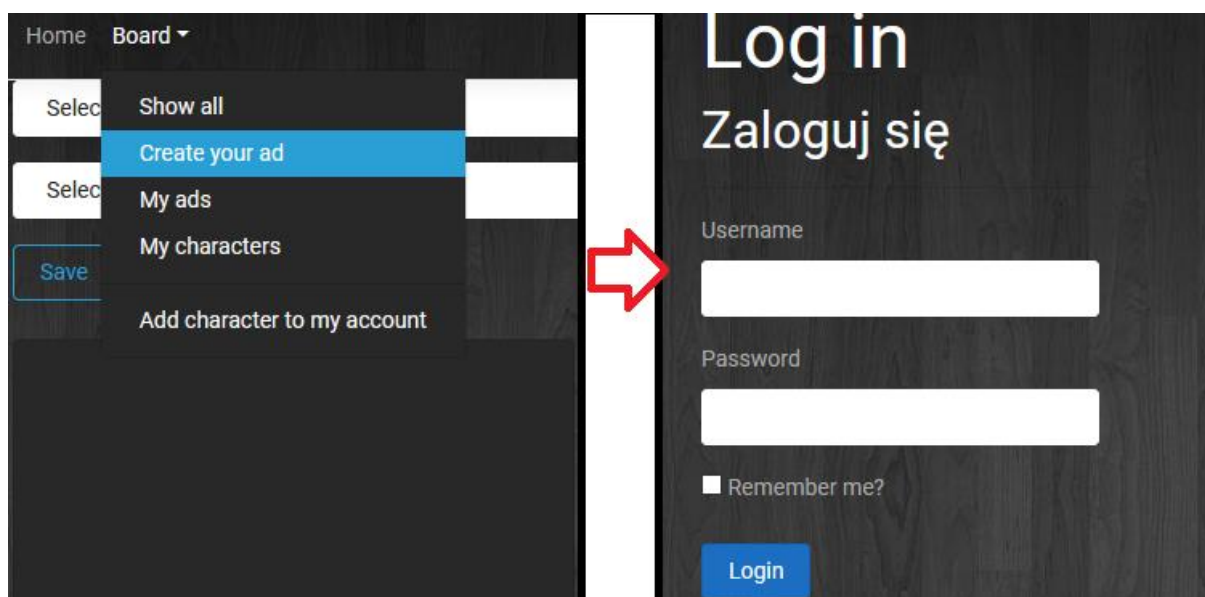 Home Board
Selec
Show all
Create your ad
Selec
My ads
My characters
Save
Add character to my account
Log in
Zaloguj się
Username
Password
Remember me?
Login